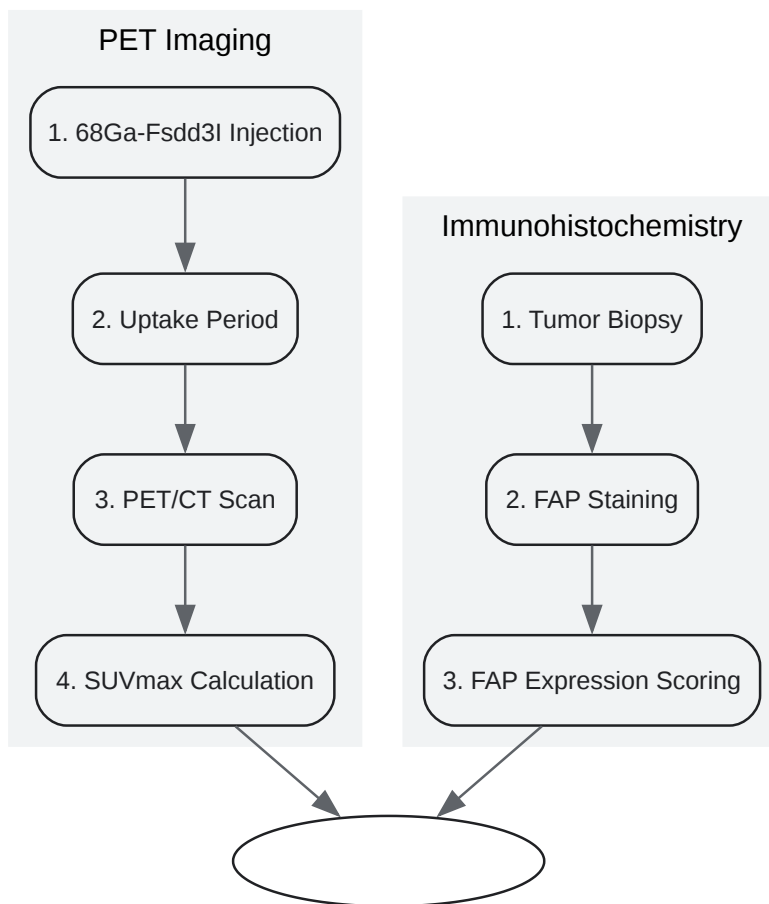 PET Imaging
1. 68Ga-Fsdd3I Injection
2. Uptake Period
3. PET/CT Scan
4. SUVmax Calculation
Immunohistochemistry
1. Tumor Biopsy
2. FAP Staining
3. FAP Expression Scoring